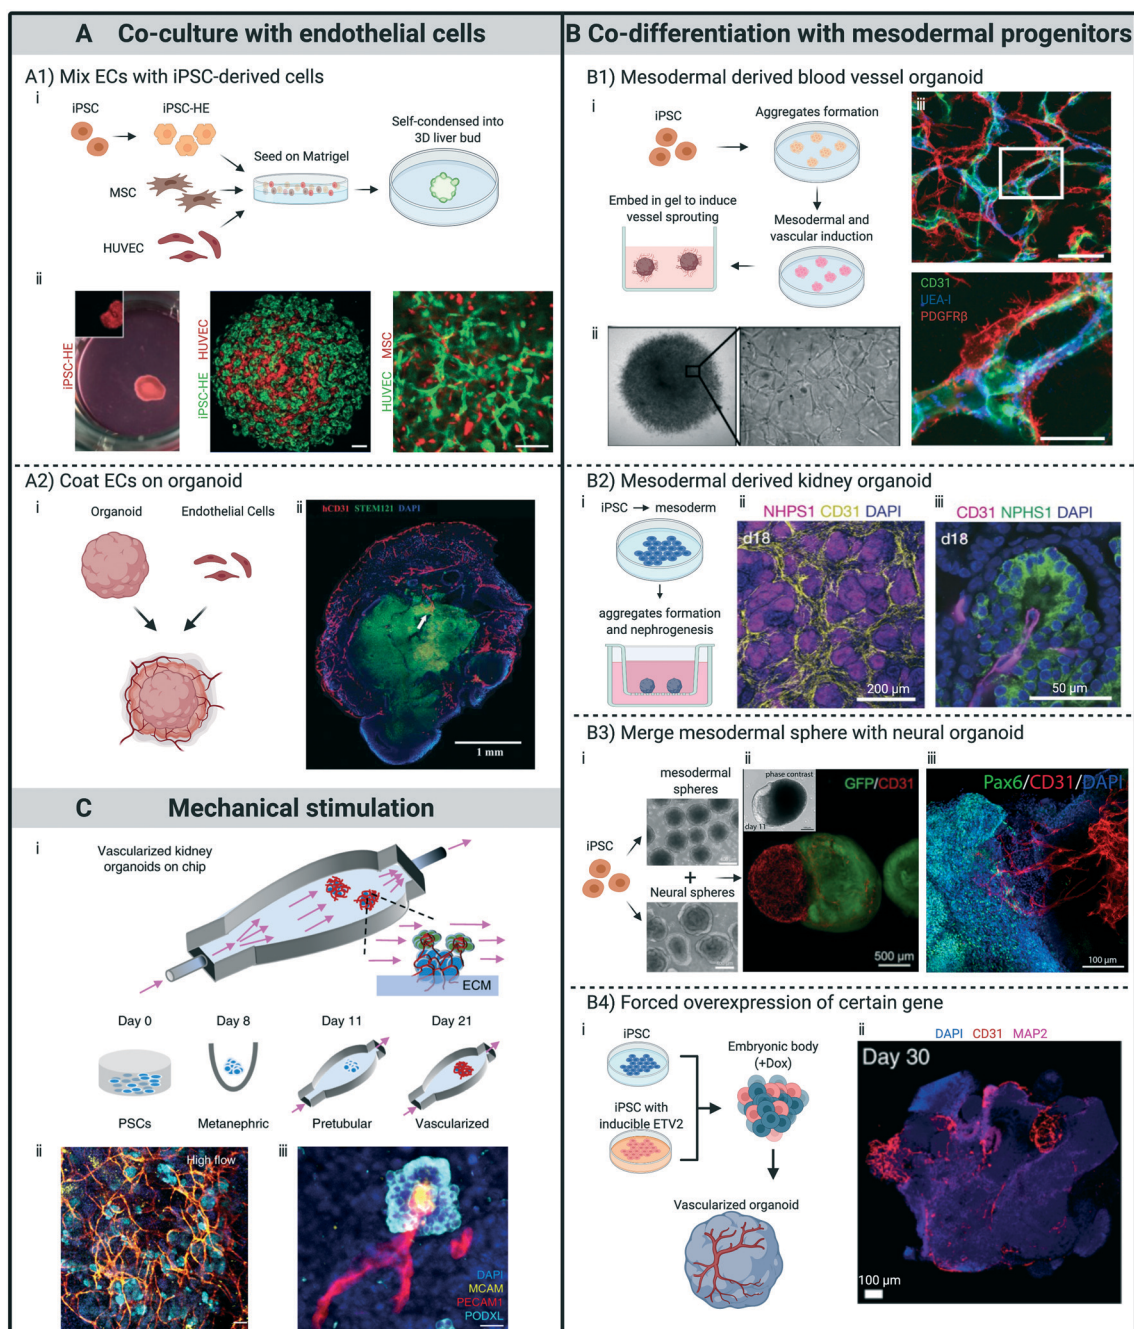 A Co-culture with endothelial cells
A1) Mix ECs with iPSC-derived cells
i
iPSC
iPSC-HE
MSC
HUVEC
Seed on Matrigel
Self-condensed into
3D liver bud
ii
iPSC-HE
iPSC-HE HUVEC
HUVEC MSC
A2) Coat ECs on organoid
i
Organoid
Endothelial Cells
ii
hCD31 STEM121 DAPI
1 mm
C Mechanical stimulation
i
Vascularized kidney
organoids on chip
ECM
Day 0
Day 8
Day 11
Day 21
PSCs
Metanephric
Pretubular
Vascularized
ii
High flow
iii
DAPI
MCAM
PECAM1
PODXL
B Co-differentiation with mesodermal progenitors
B1) Mesodermal derived blood vessel organoid
i
iPSC
Aggregates formation
Embed in gel to induce
vessel sprouting
Mesodermal and
vascular induction
ii
iii
CD31
UEA-I
PDGFRβ
B2) Mesodermal derived kidney organoid
i
iPSC mesoderm
aggregates formation
and nephrogenesis
ii
NHPS1 CD31 DAPI
d18
200 µm
iii
CD31 NPHS1 DAPI
d18
50 µm
B3) Merge mesodermal sphere with neural organoid
i
iPSC
mesodermal
spheres
+
Neural spheres
ii
phase contrast
day 11
GFP/CD31
500 µm
iii
Pax6/CD31/DAPI
100 µm
B4) Forced overexpression of certain gene
i
iPSC
iPSC with
inducible ETV2
Embryonic body
(+Dox)
Vascularized organoid
ii
DAPI CD31 MAP2
Day 30
100 µm